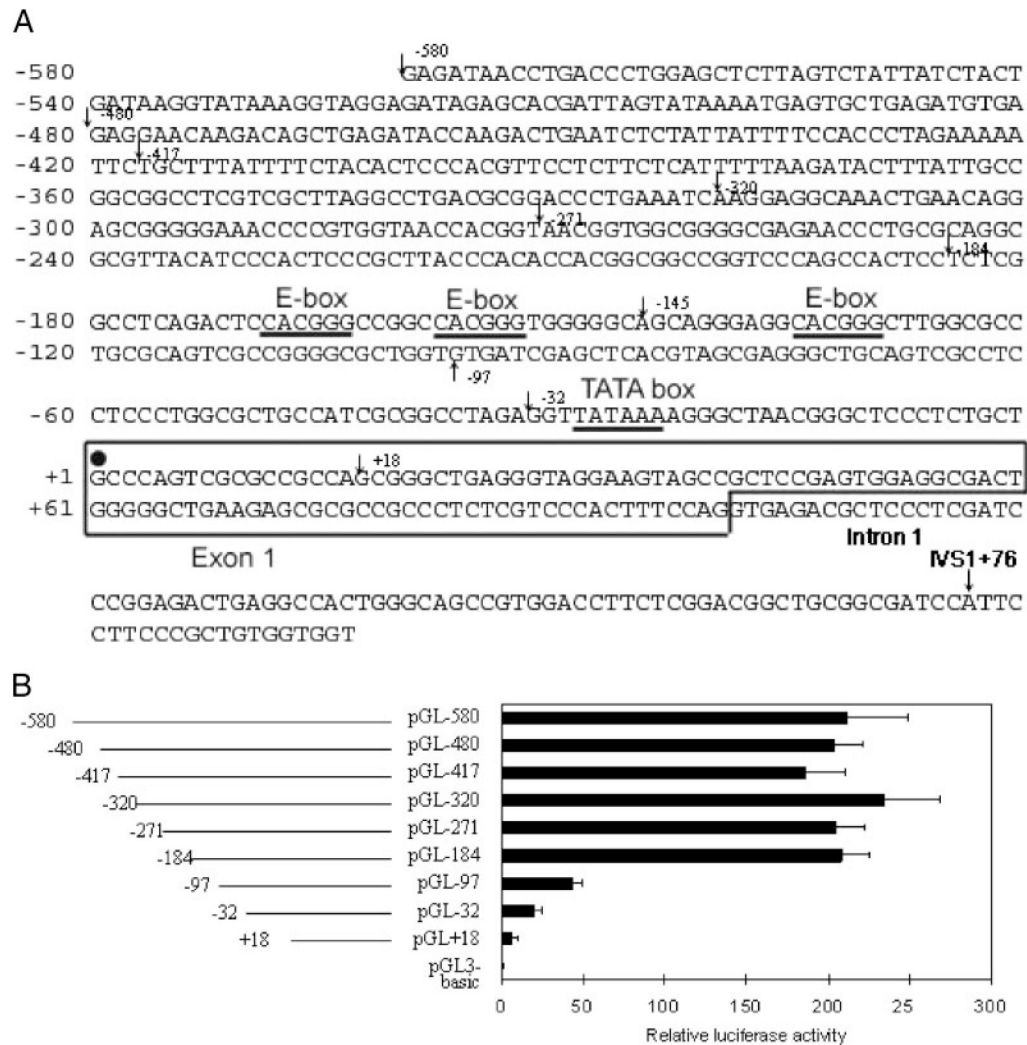 A
-580
-580 GAGATAACCTGACCCTGGAGCTCTTAGTCTATTATCTACT
-540 GATAAGGTATAAAGGTAGGAGATAGAGCACGATTAGTATAAAATGAGTGCTGAGATGTGA
-480
-480 GAGGAACAAGACAGCTGAGATACCAAGACTGAATCTCTATTATTTTCCACCCTAGAAAAA
-417
-420 TTCTGCTTTATTTTCTACACTCCCACGTTCCTCTTCTCATTTTTAAGATACTTTATTGCC
-320
-360 GGCGGCCTCGTCGCTTAGGCCTGACGCGGACCCTGAAATCAAGGAGGCAAACTGAACAGG
-271
-300 AGCGGGGGAAACCCCGTGGTAACCACGGTAACGGTGGCGGGGCGAGAACCCTGCGCAGGC
-184
-240 GCGTTACATCCCACTCCCGCTTACCCACACCACGCGGCCGGTCCCAGCCACTCCTCTCG
E-box E-box -145 E-box
-180 GCCTCAGACTCCACGGGCCGGCCACGGGTGGGGGCAGCAGGGAGGCACGGGCTTGGCGCC
-120 TGCGCAGTCGCCGGGGCGCTGGTGTGATCGAGCTCACGTAGCGAGGGCTGCAGTCGCCTC
-97
-32 TATA box
-60 CTCCCTGGCGCTGCCATCGCGGCCTAGAGGTTATAAAAGGGCTAACGGGCTCCCTCTGCT
+18
+1 GCCCAGTCGCGCCGCCAGCGGGCTGAGGGTAGGAAGTAGCCGCTCCGAGTGGAGGCGACT
+61 GGGGGCTGAAGAGCGCGCCGCCCTCTCGTCCCACTTTCCAGGTGAGACGCTCCCTCGATC
Exon 1
Intron 1
IVS1+76
CCGGAGACTGAGGCCACTGGGCAGCCGTGGACCTTCTCGGACGGCTGCGGCGATCCATTC
CTTCCCGCTGTGGTGGT
B
-580 pGL-580
-480 pGL-480
-417 pGL-417
-320 pGL-320
-271 pGL-271
-184 pGL-184
-97 pGL-97
-32 pGL-32
+18 pGL+18
pGL3-
basic
0 50 100 150 200 25 300
Relative luciferase activity